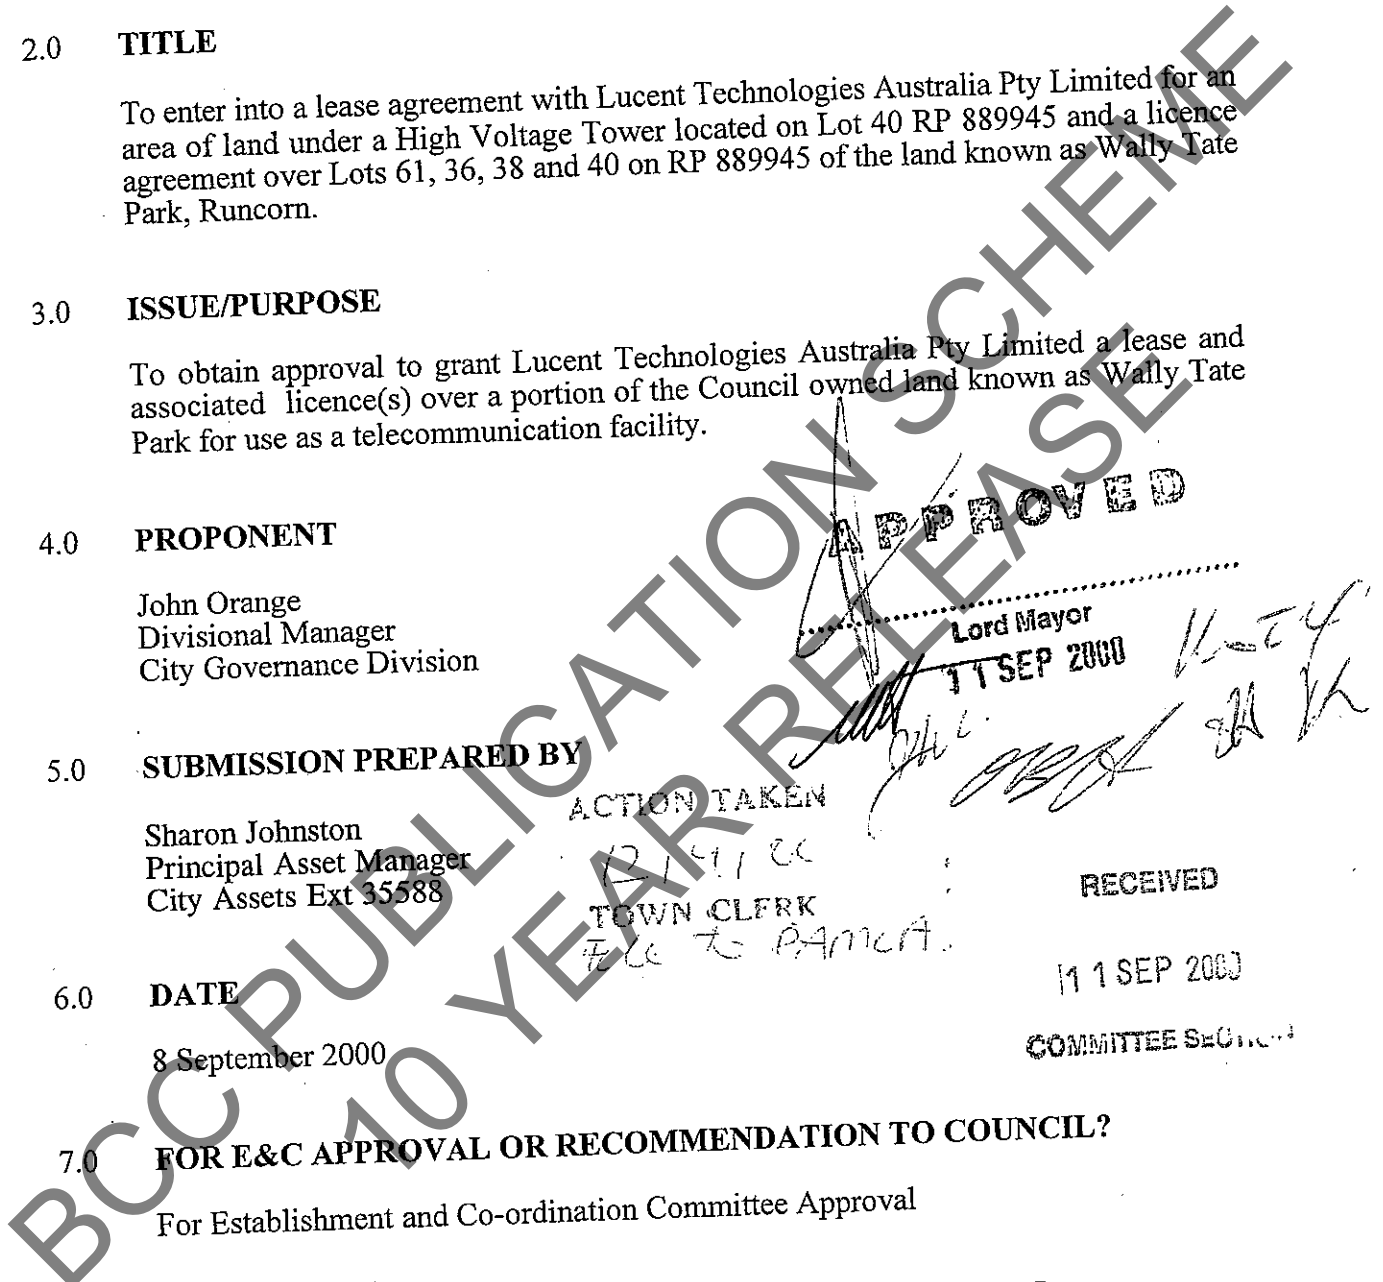 2.0 TITLE
To enter into a lease agreement with Lucent Technologies Australia Pty Limited for an
area of land under a High Voltage Tower located on Lot 40 RP 889945 and a licence
agreement over Lots 61, 36, 38 and 40 on RP 889945 of the land known as Wally Tate
Park, Runcorn.
3.0 ISSUE/PURPOSE
To obtain approval to grant Lucent Technologies Australia Pty Limited a lease and
associated licence(s) over a portion of the Council owned land known as Wally Tate
Park for use as a telecommunication facility.
4.0 PROPONENT
John Orange
Divisional Manager
City Governance Division
APPROVED
Lord Mayor
11 SEP 2000
5.0 SUBMISSION PREPARED BY
Sharon Johnston
Principal Asset Manager
City Assets Ext 35588
ACTION TAKEN
TOWN CLERK
RECEIVED
11 SEP 2000
COMMITTEE SECTION
6.0 DATE
8 September 2000
7.0 FOR E&C APPROVAL OR RECOMMENDATION TO COUNCIL?
For Establishment and Co-ordination Committee Approval
BCC PUBLICATION SCHEME
10 YEAR RELEASE